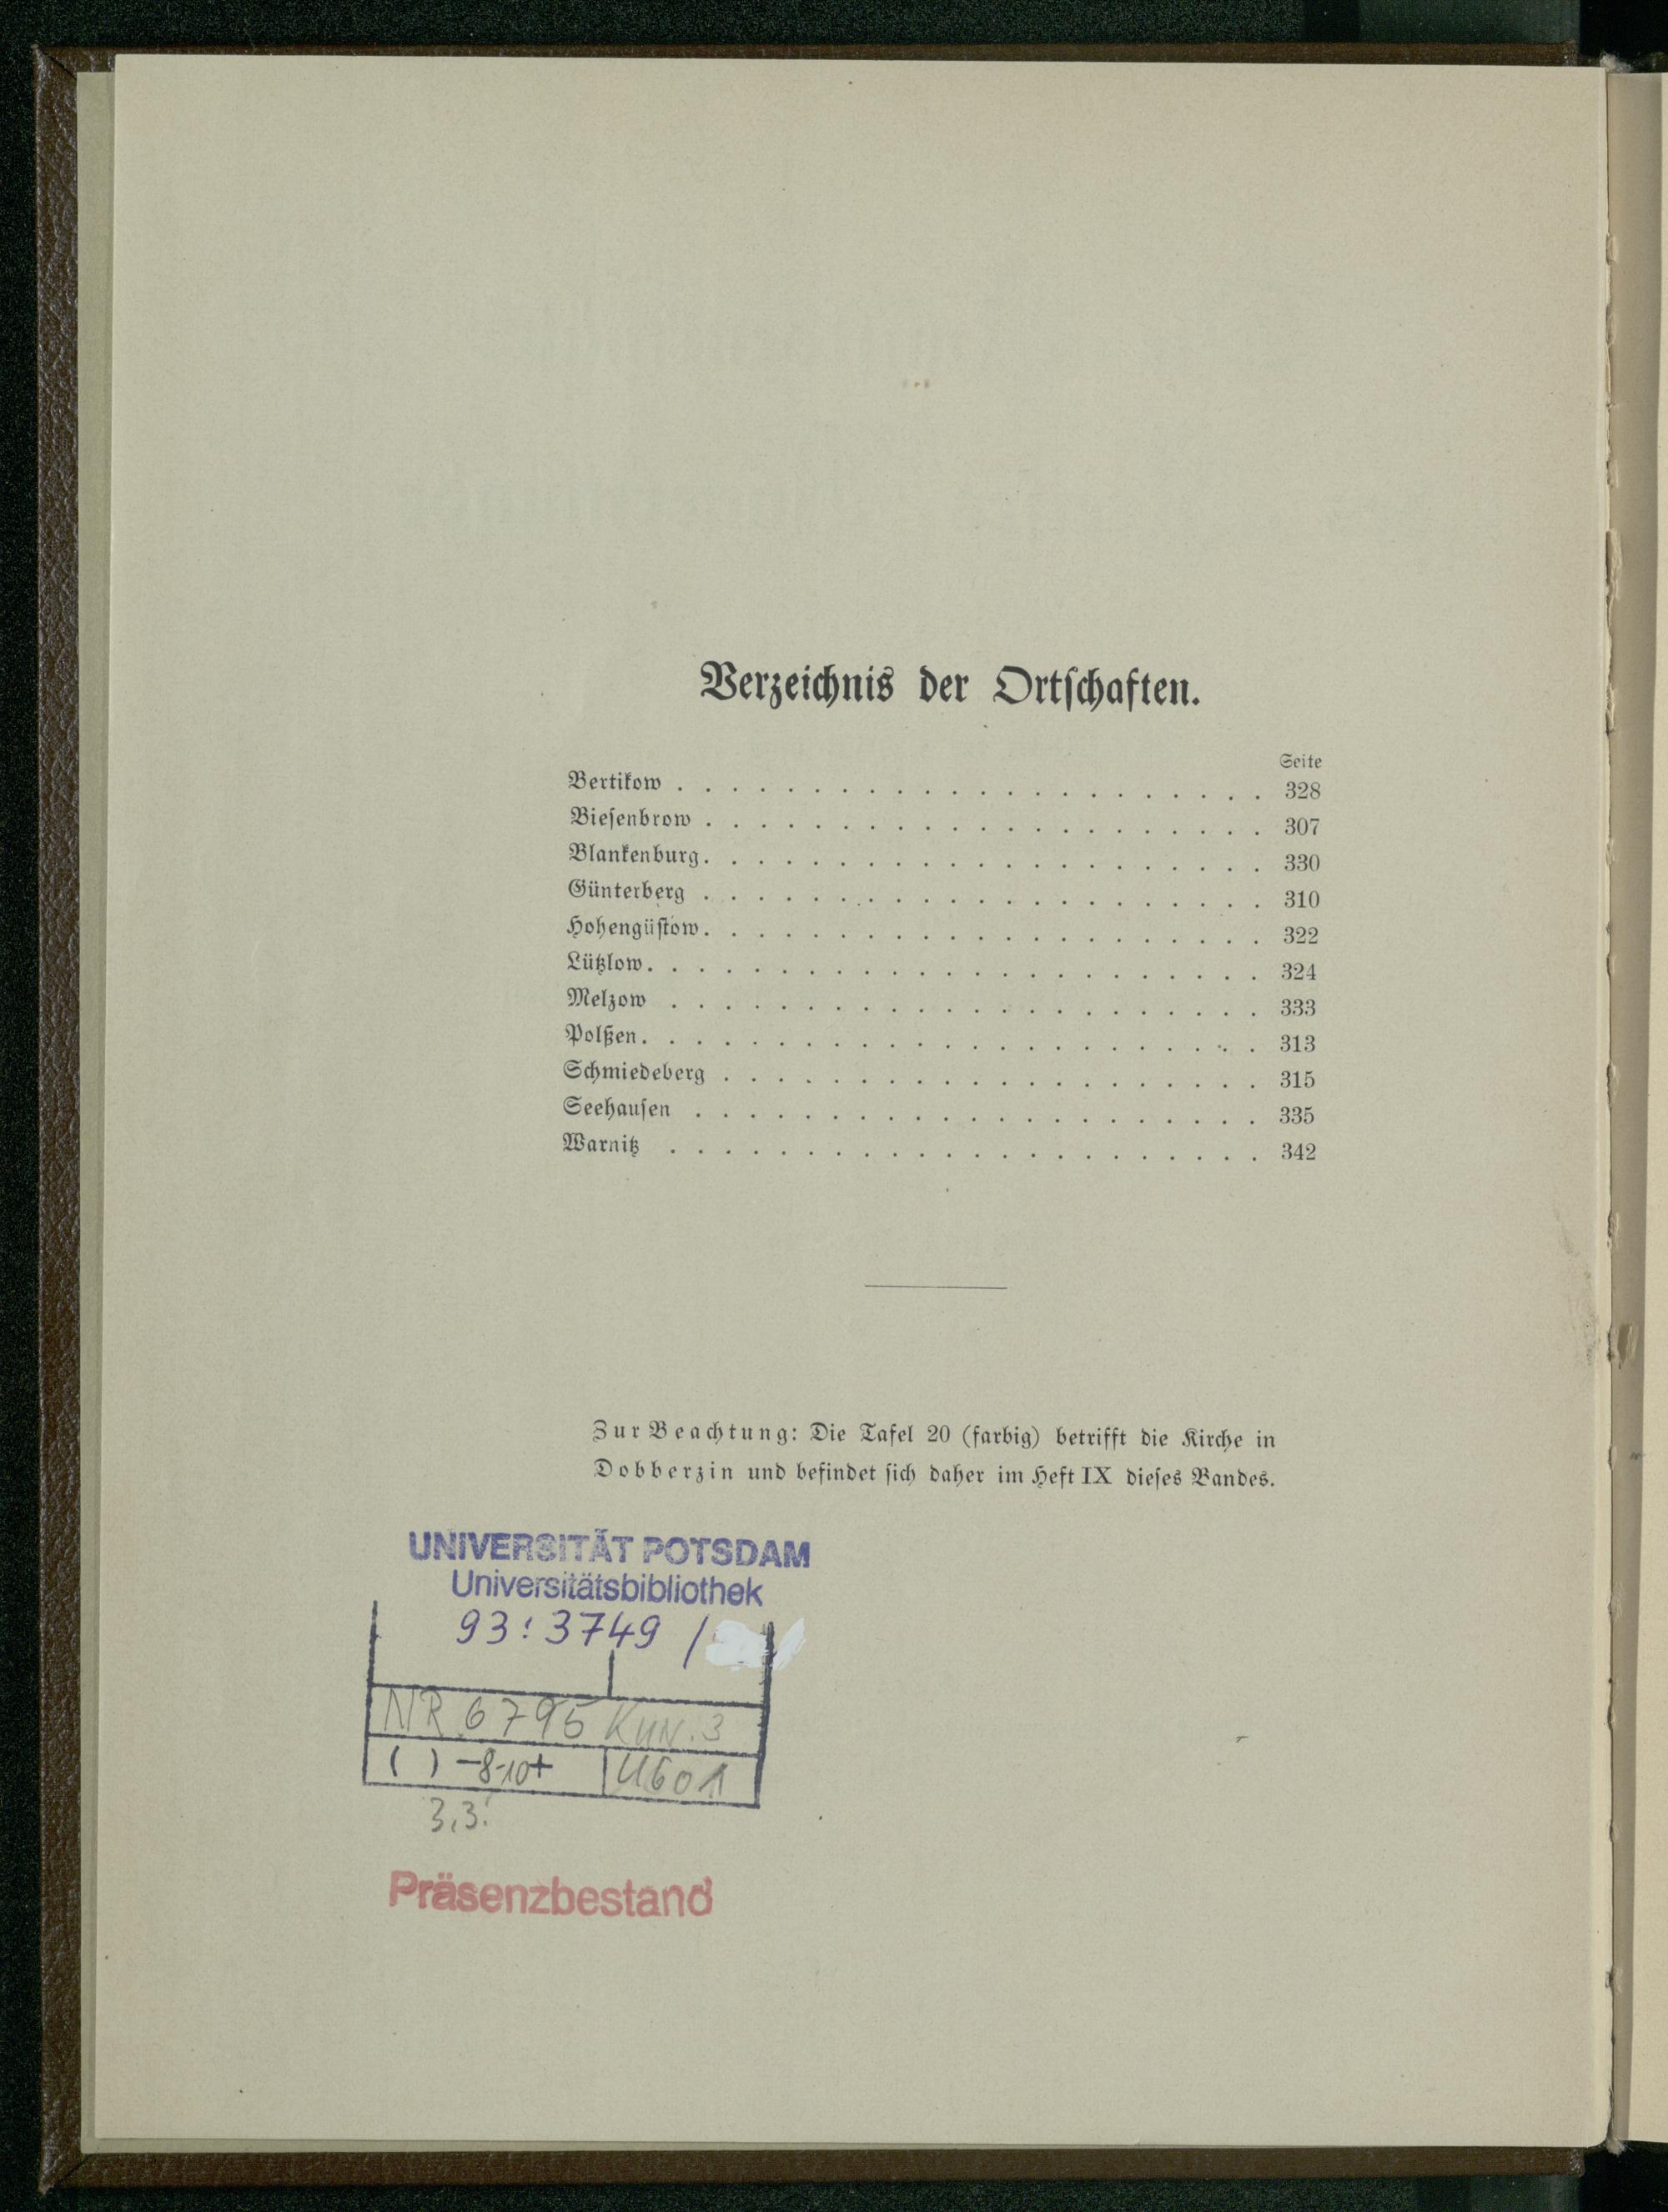 Verzeichnis der Ortschaften.
Seite
Bertikow . . . . . . . . . . . . . . . . . . . . . . 328
Biesenbrow . . . . . . . . . . . . . . . . . . . . . 307
Blankenburg . . . . . . . . . . . . . . . . . . . . . 330
Günterberg . . . . . . . . . . . . . . . . . . . . . 310
Hohengüstow . . . . . . . . . . . . . . . . . . . . . 322
Lützlow . . . . . . . . . . . . . . . . . . . . . . . 324
Melzow . . . . . . . . . . . . . . . . . . . . . . 333
Polßen . . . . . . . . . . . . . . . . . . . . . . . 313
Schmiedeberg . . . . . . . . . . . . . . . . . . . . 315
Seehausen . . . . . . . . . . . . . . . . . . . . . 335
Warnitz . . . . . . . . . . . . . . . . . . . . . . 342
Zur Beachtung: Die Tafel 20 (farbig) betrifft die Kirche in
Dobberzin und befindet sich daher im Heft IX dieses Bandes.
UNIVERSITÄT POTSDAM
Universitätsbibliothek
93:3749 /
NR 6795 KUN.3
( ) -8-10+ U601
3,3!
Präsenzbestand